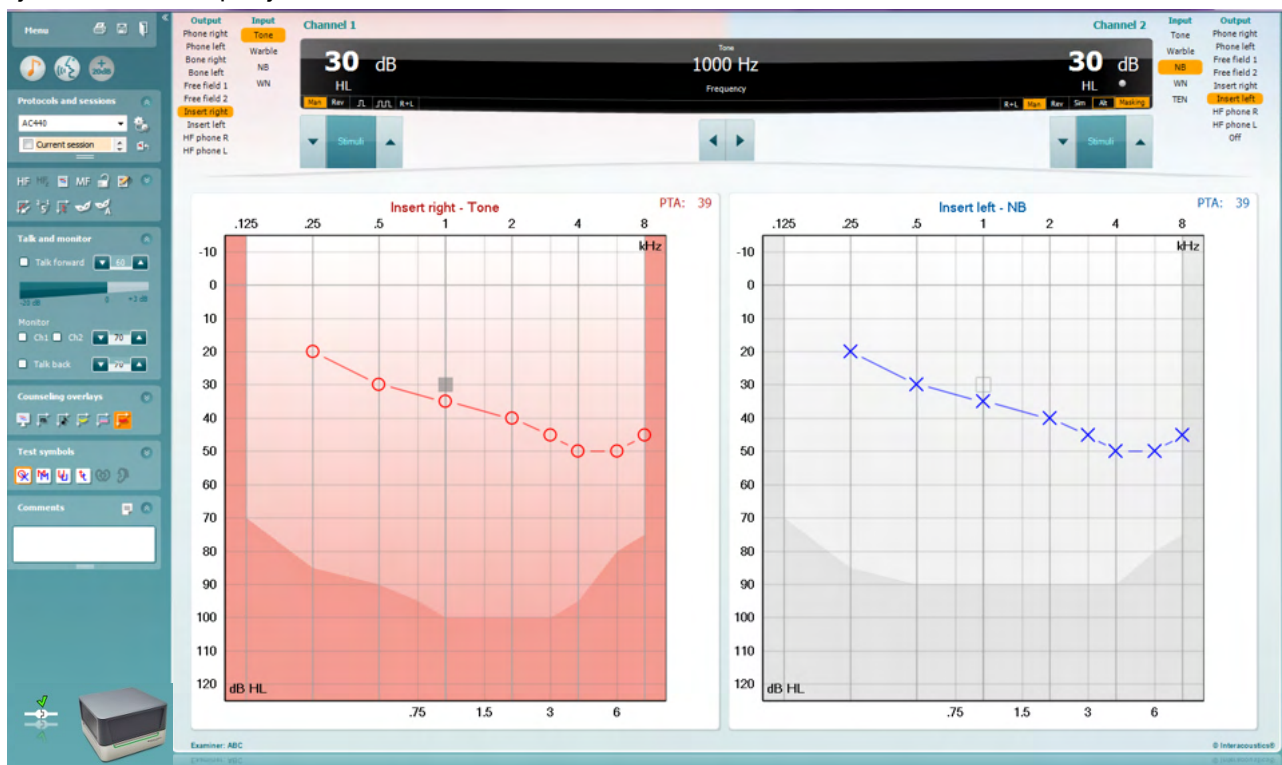 Menu
Output Input Channel 1 Channel 2 Input Output
Phone right Tone Tone Phone right
Phone left Warble Warble Phone left
Bone right NB NB Free field 1
Bone left WN WN Free field 2
Free field 1 TEN Insert right
Free field 2 Insert left
Insert right HF phone R
Insert left HF phone L
HF phone R Off
HF phone L
Tone
30 dB 1000 Hz 30 dB
HL Frequency HL
Man Rev R+L R+L Man Rev Sim Alt Masking
Stimuli Stimuli
+
20dB
Protocols and sessions
AC440
Current session
HF MF
Talk and monitor
Talk forward 60
-20 dB 0 +3 dB
Monitor
Ch1 Ch2 70
Talk back 70
Counseling overlays
Test symbols
Comments
Insert right - Tone PTA: 39
.125 .25 .5 1 2 4 8
kHz
-10
0
10
20
30
40
50
60
70
80
90
100
110
120
dB HL
.75 1.5 3 6
Insert left - NB PTA: 39
.125 .25 .5 1 2 4 8
kHz
-10
0
10
20
30
40
50
60
70
80
90
100
110
120
dB HL
.75 1.5 3 6
Examiner: ABC © Interacoustics®